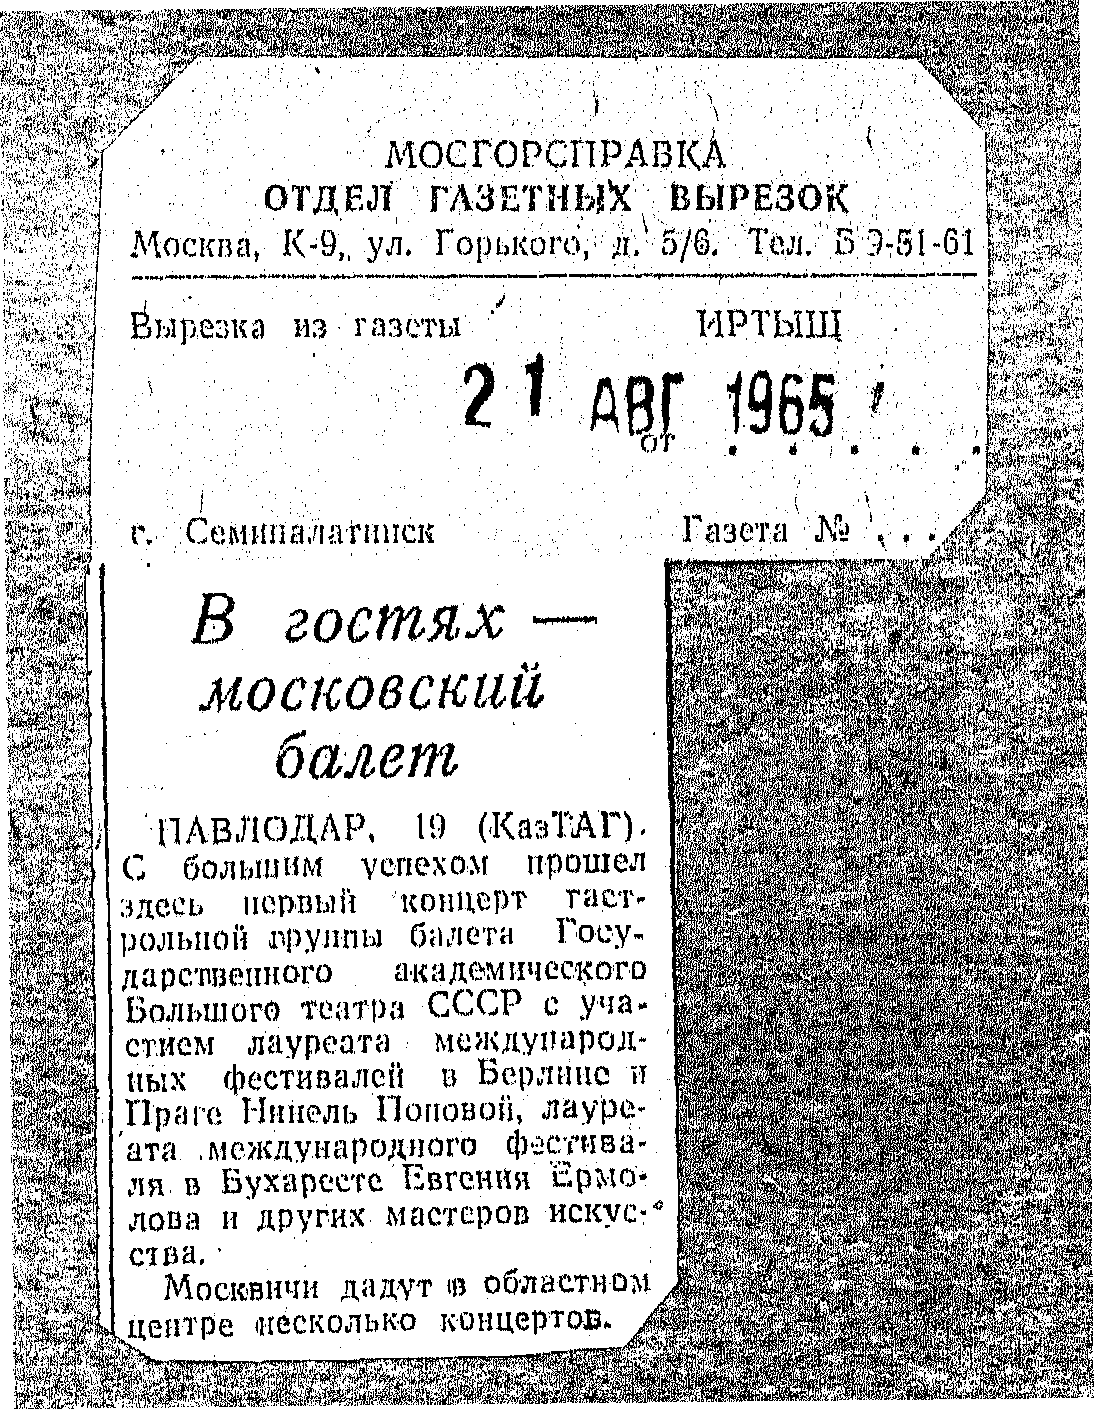 МОСГОРСПРАВКА
ОТДЕЛ ГАЗЕТНЫХ ВЫРЕЗОК
Москва, К-9, ул. Горького, д. 5/6. Тел. Б 9-51-61
Вырезка из газеты ИРТЫШ
21 АВГ 1965
от . . . . .
г. Семипалатинск Газета № . . .
В гостях —
московский
балет
ПАВЛОДАР, 19 (КазТАГ).
С большим успехом прошел
здесь первый концерт гаст-
рольной группы балета Госу-
дарственного академического
Большого театра СССР с уча-
стием лауреата международ-
ных фестивалей в Берлине и
Праге Нинель Поповой, лауре-
ата международного фестива-
ля в Бухаресте Евгения Ермо-
лова и других мастеров искус-
ства.
Москвичи дадут в областном
центре несколько концертов.